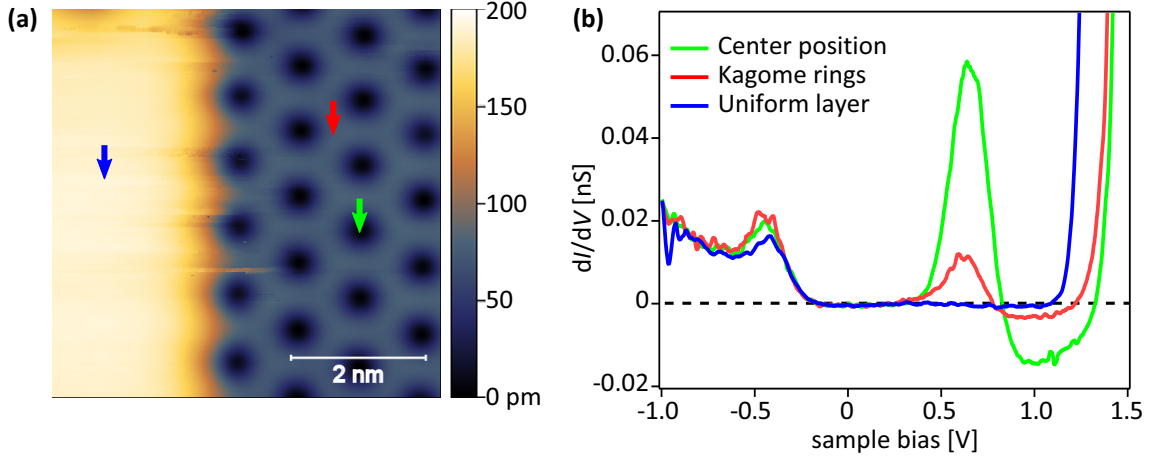 (a)
200
150
100
50
0 pm
2 nm
(b)
Center position
Kagome rings
Uniform layer
dI/dV [nS]
0.06
0.04
0.02
0
-0.02
-1.0 -0.5 0 0.5 1.0 1.5
sample bias [V]